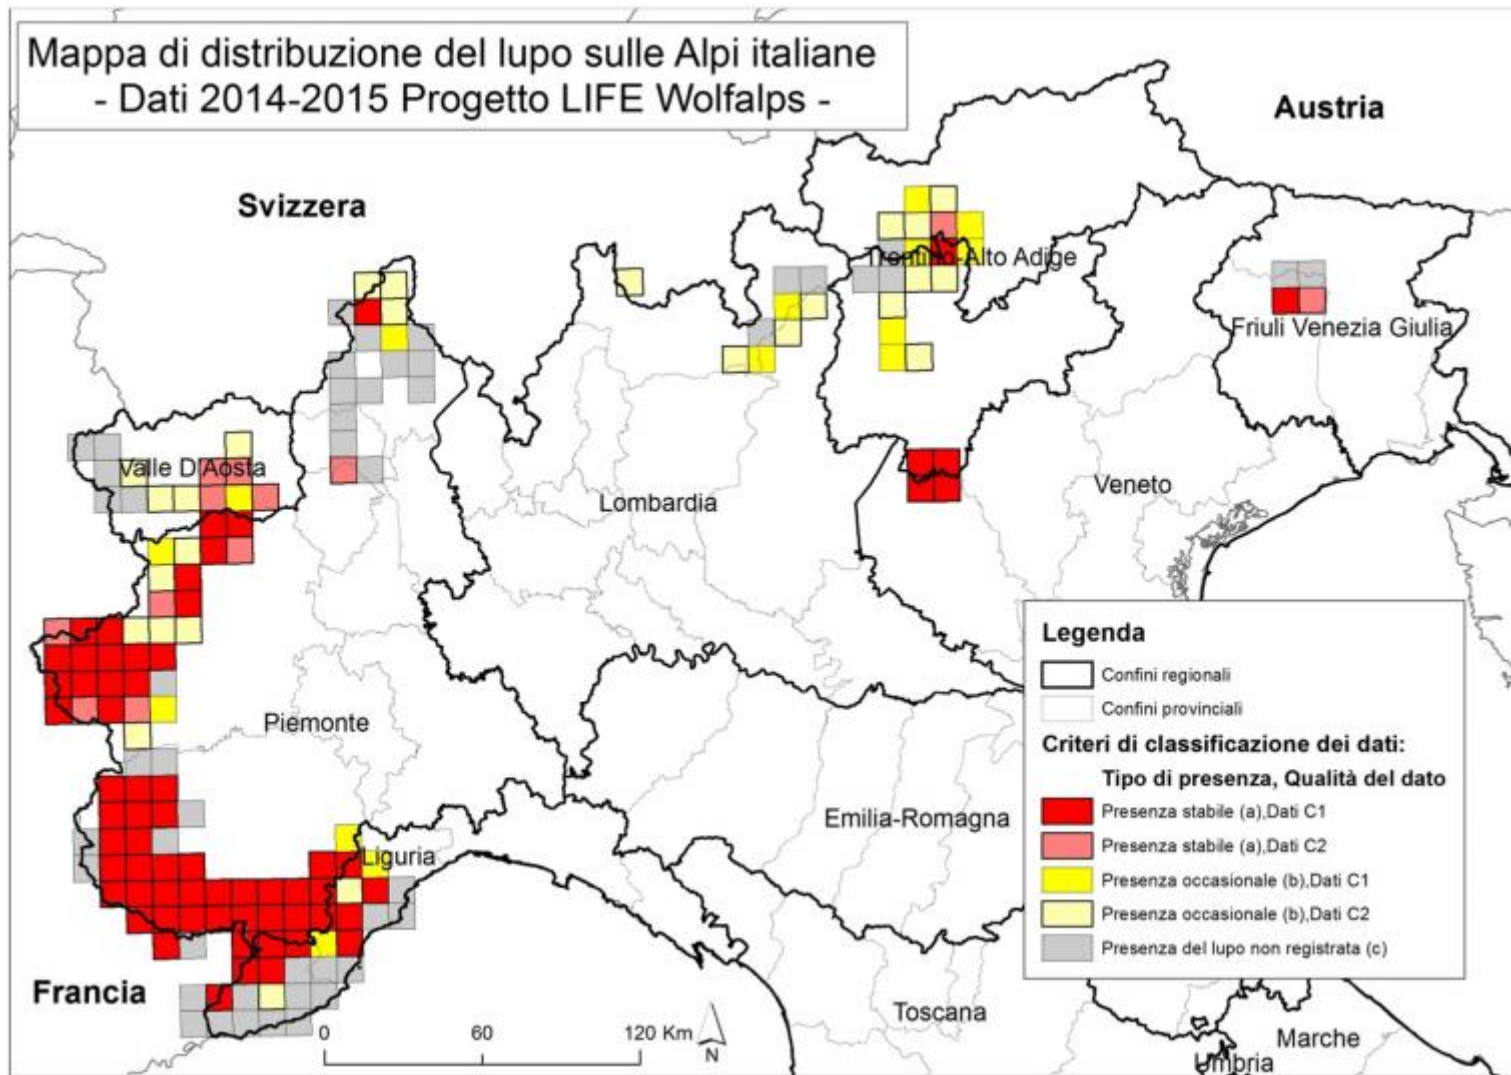 Mappa di distribuzione del lupo sulle Alpi italiane
- Dati 2014-2015 Progetto LIFE Wolfalps -
Austria
Svizzera
Trentino-Alto Adige
Friuli Venezia Giulia
Valle D'Aosta
Lombardia
Veneto
Piemonte
Emilia-Romagna
Liguria
Francia
Toscana
Marche
Umbria
0 60 120 Km
N
Legenda
Confini regionali
Confini provinciali
Criteri di classificazione dei dati:
Tipo di presenza, Qualità del dato
Presenza stabile (a),Dati C1
Presenza stabile (a),Dati C2
Presenza occasionale (b),Dati C1
Presenza occasionale (b),Dati C2
Presenza del lupo non registrata (c)